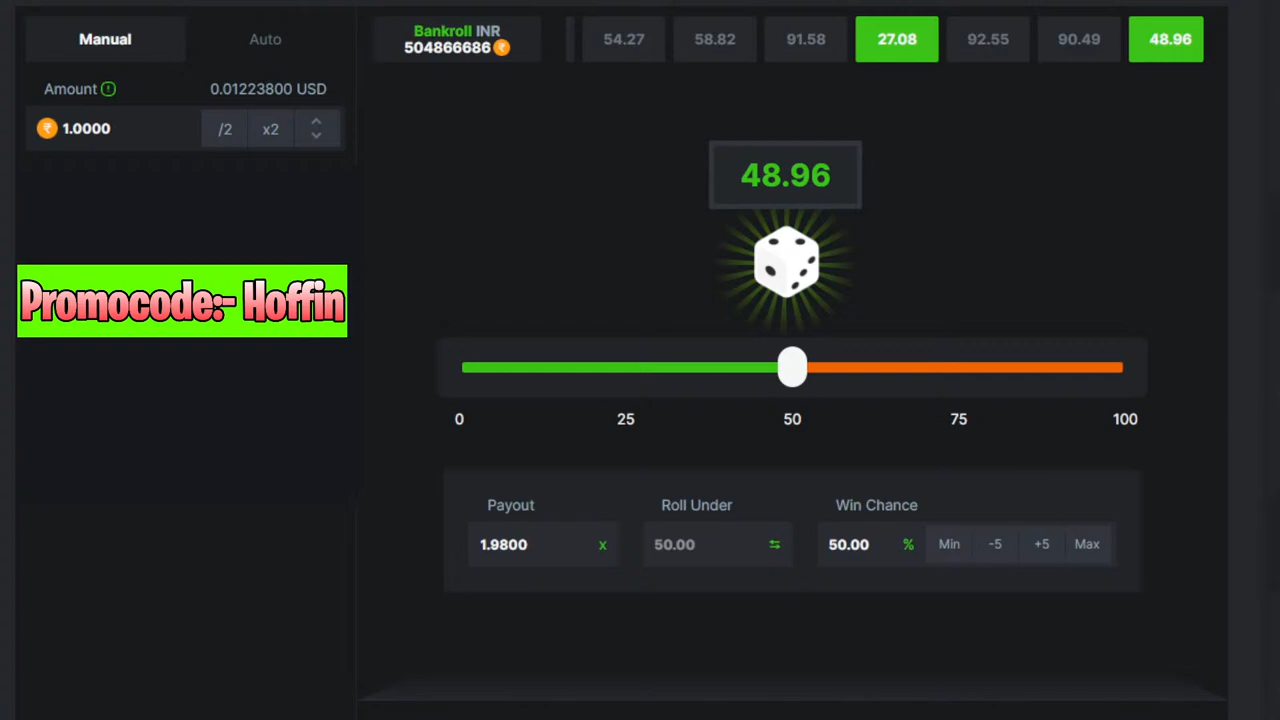 Manual
Auto
Amount
0.01223800 USD
₹ 1.0000
/2
x2
Promocode:- Hoffin
Bankroll INR
504866686 ₹
54.27
58.82
91.58
27.08
92.55
90.49
48.96
48.96
0
25
50
75
100
Payout
1.9800 x
Roll Under
50.00
Win Chance
50.00 %
Min
-5
+5
Max